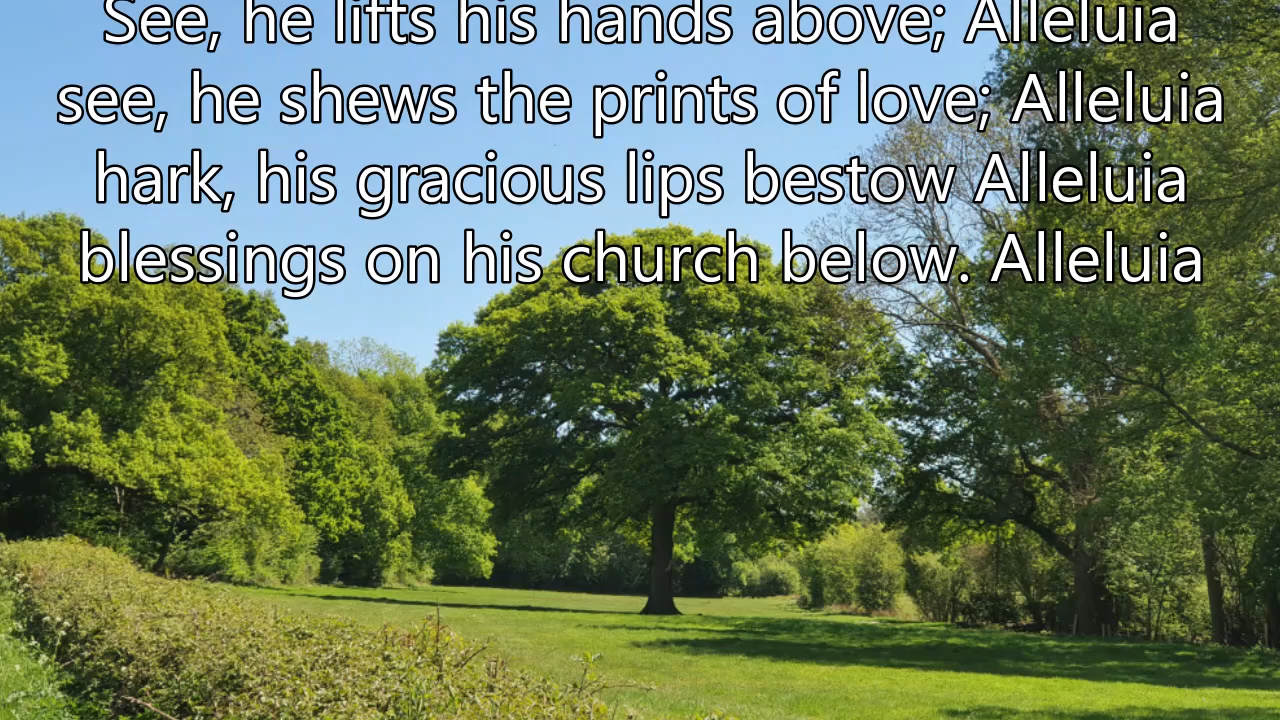 See, he lifts his hands above; Alleluia
see, he shews the prints of love; Alleluia
hark, his gracious lips bestow Alleluia
blessings on his church below. Alleluia